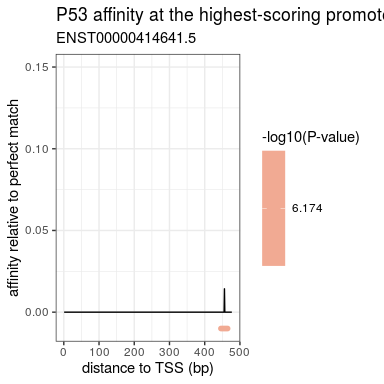 P53 affinity at the highest-scoring
ENST00000414641.5
affinity relative to perfect match
0.15
0.10
0.05
0.00
0
100
200
300
400
500
distance to TSS (bp)
-log10(P-value)
6.174